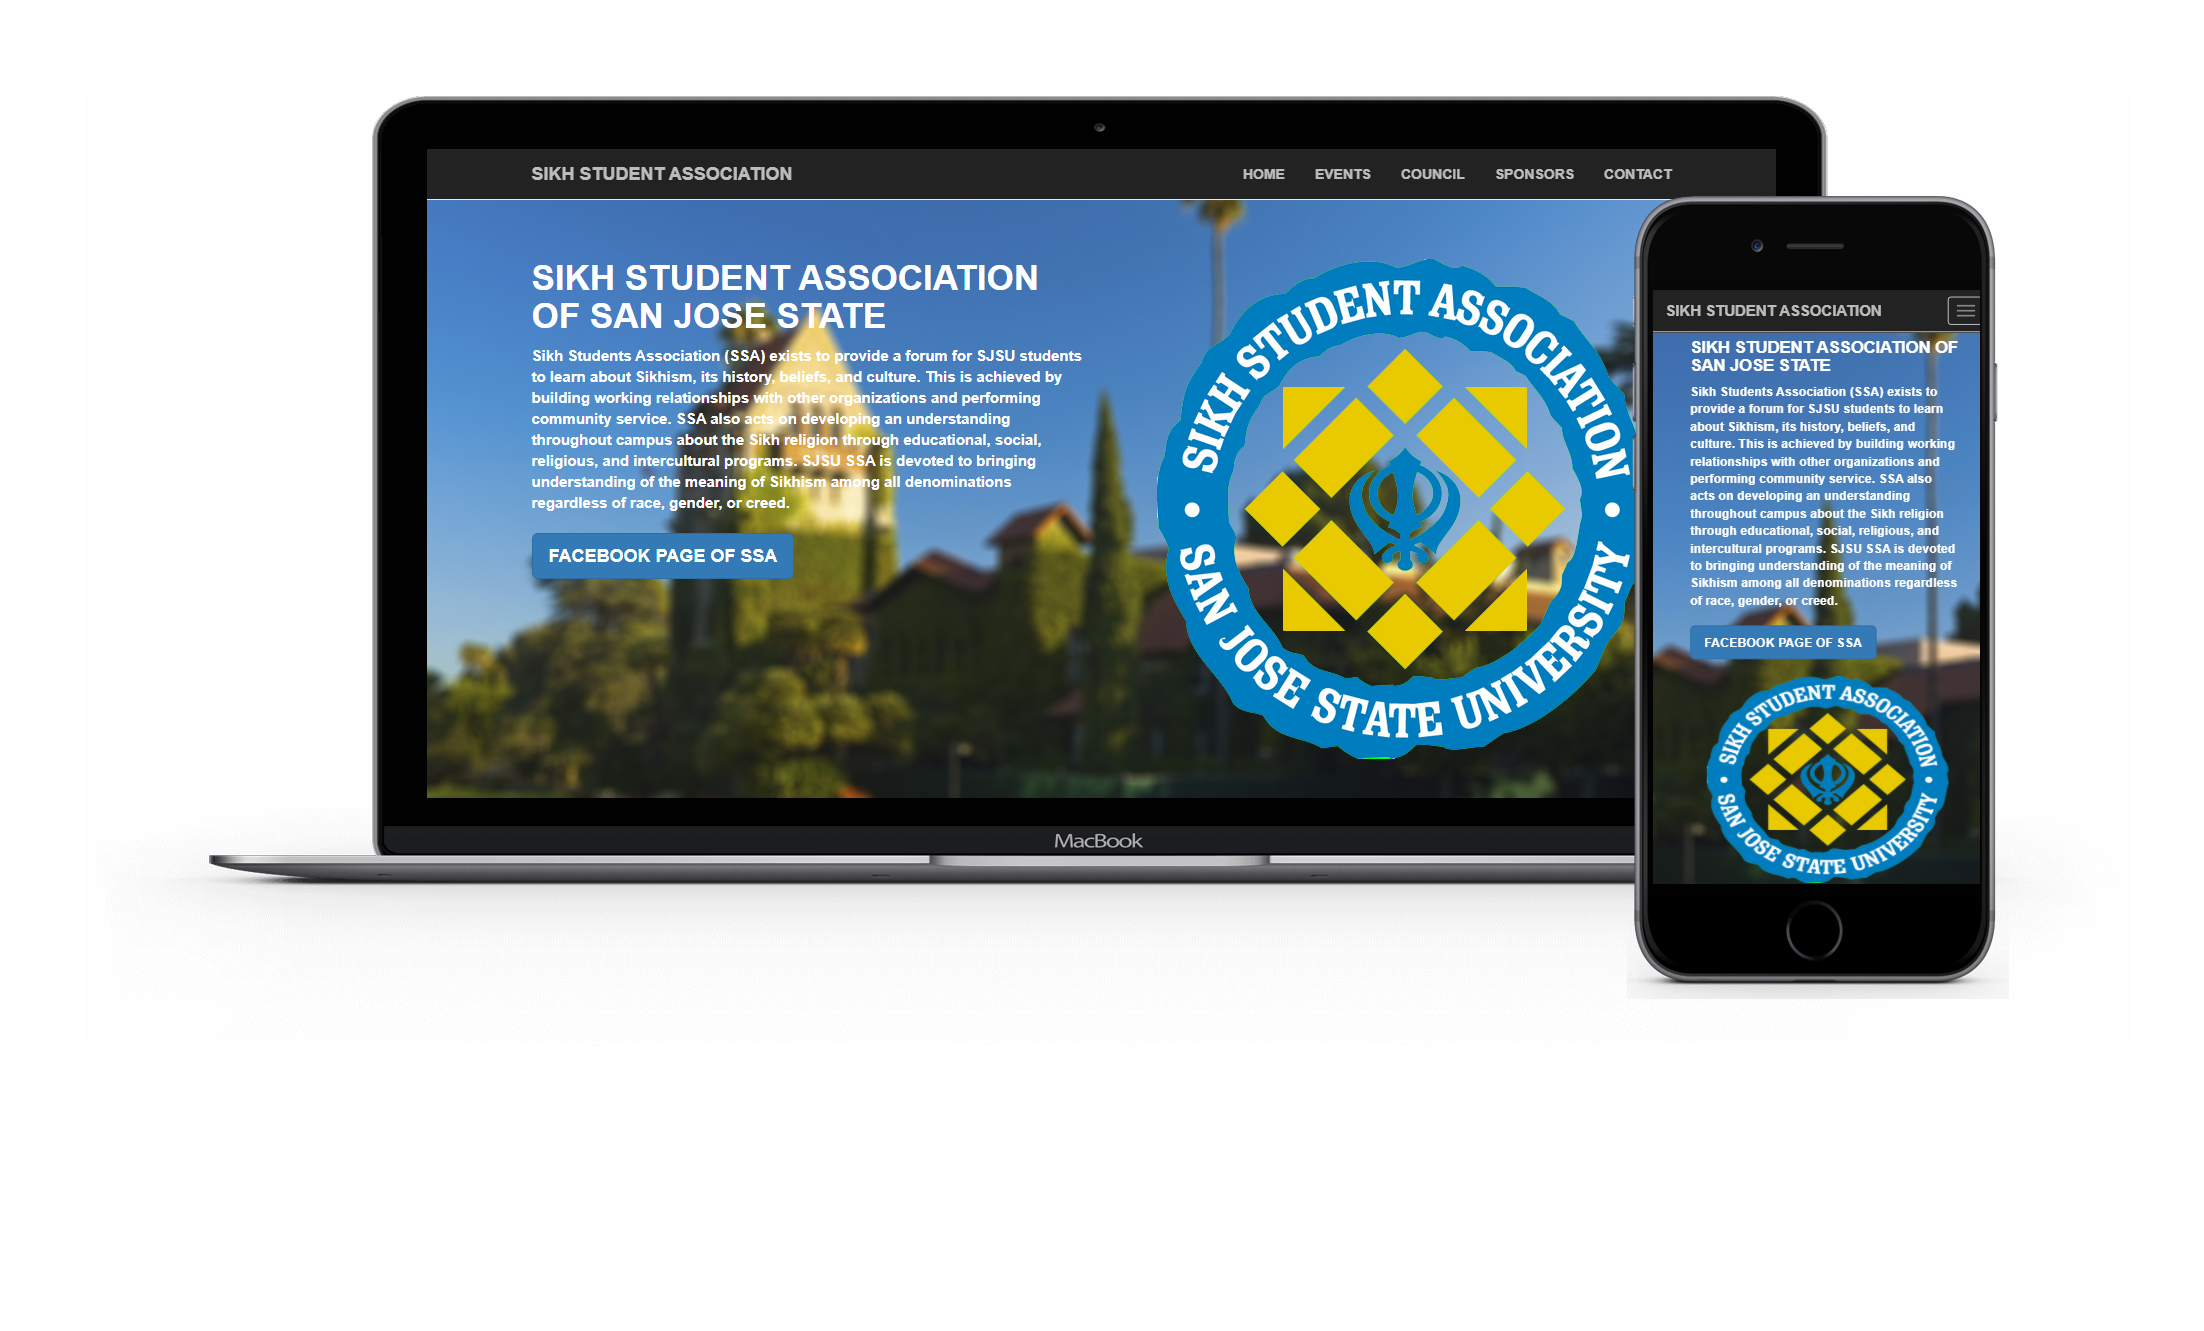 SIKH STUDENT ASSOCIATION
HOME EVENTS COUNCIL SPONSORS CONTACT
SIKH STUDENT ASSOCIATION
OF SAN JOSE STATE
Sikh Students Association (SSA) exists to provide a forum for SJSU students
to learn about Sikhism, its history, beliefs, and culture. This is achieved by
building working relationships with other organizations and performing
community service. SSA also acts on developing an understanding
throughout campus about the Sikh religion through educational, social,
religious, and intercultural programs. SJSU SSA is devoted to bringing
understanding of the meaning of Sikhism among all denominations
regardless of race, gender, or creed.
FACEBOOK PAGE OF SSA
SIKH STUDENT ASSOCIATION
• SAN JOSE STATE UNIVERSITY •
MacBook
SIKH STUDENT ASSOCIATION
SIKH STUDENT ASSOCIATION OF
SAN JOSE STATE
Sikh Students Association (SSA) exists to
provide a forum for SJSU students to learn
about Sikhism, its history, beliefs, and
culture. This is achieved by building working
relationships with other organizations and
performing community service. SSA also
acts on developing an understanding
throughout campus about the Sikh religion
through educational, social, religious, and
intercultural programs. SJSU SSA is devoted
to bringing understanding of the meaning of
Sikhism among all denominations regardless
of race, gender, or creed.
FACEBOOK PAGE OF SSA
SIKH STUDENT ASSOCIATION
• SAN JOSE STATE UNIVERSITY •